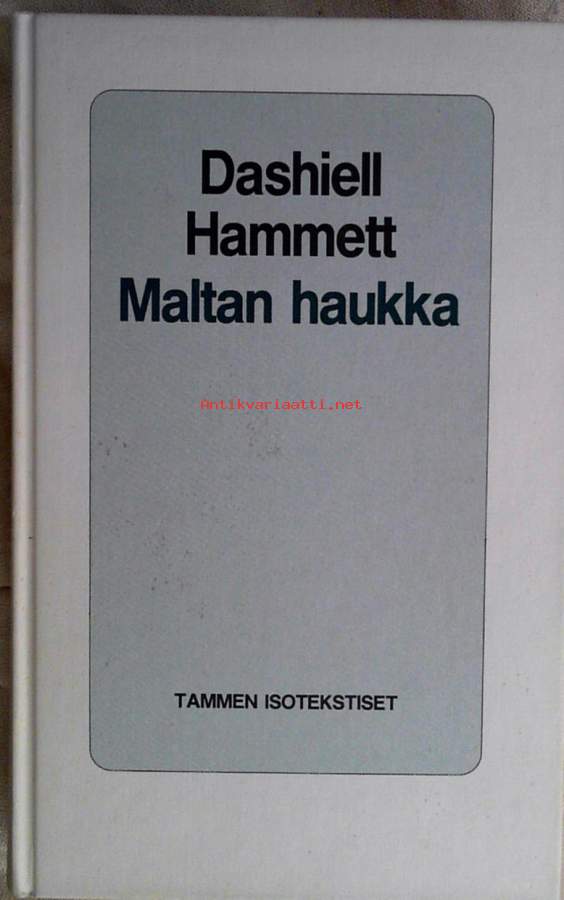 Dashiell
Hammett
Maltan haukka
Antikvariaatti.net
TAMMEN ISOTEKSTISET